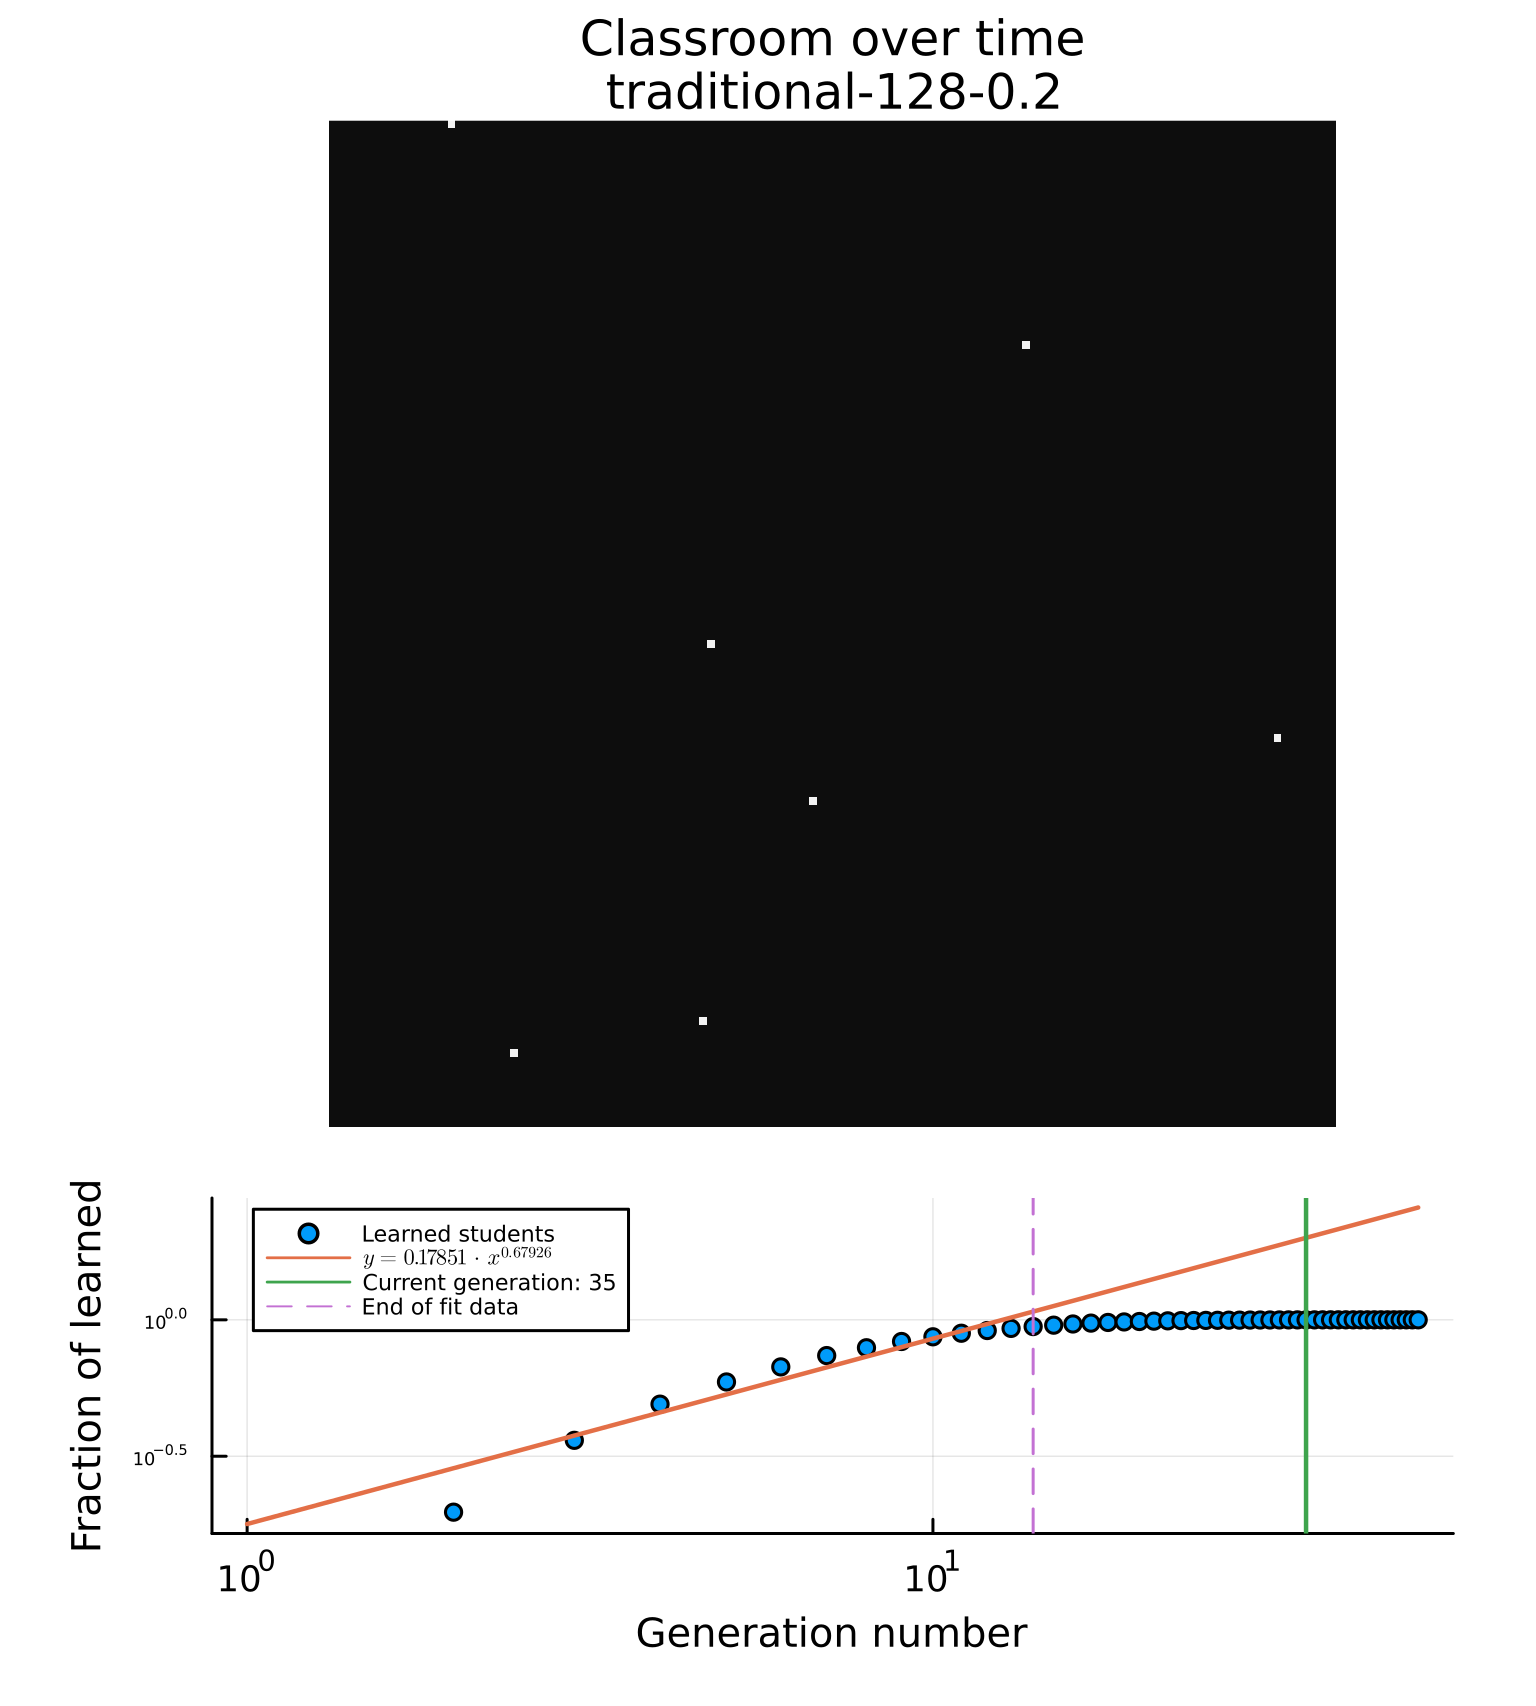 Classroom over time
traditional-128-0.2
Fraction of learned
Learned students
y = 0.17851 · x^0.67926
Current generation: 35
End of fit data
10^0.0
10^−0.5
10^0
10^1
Generation number